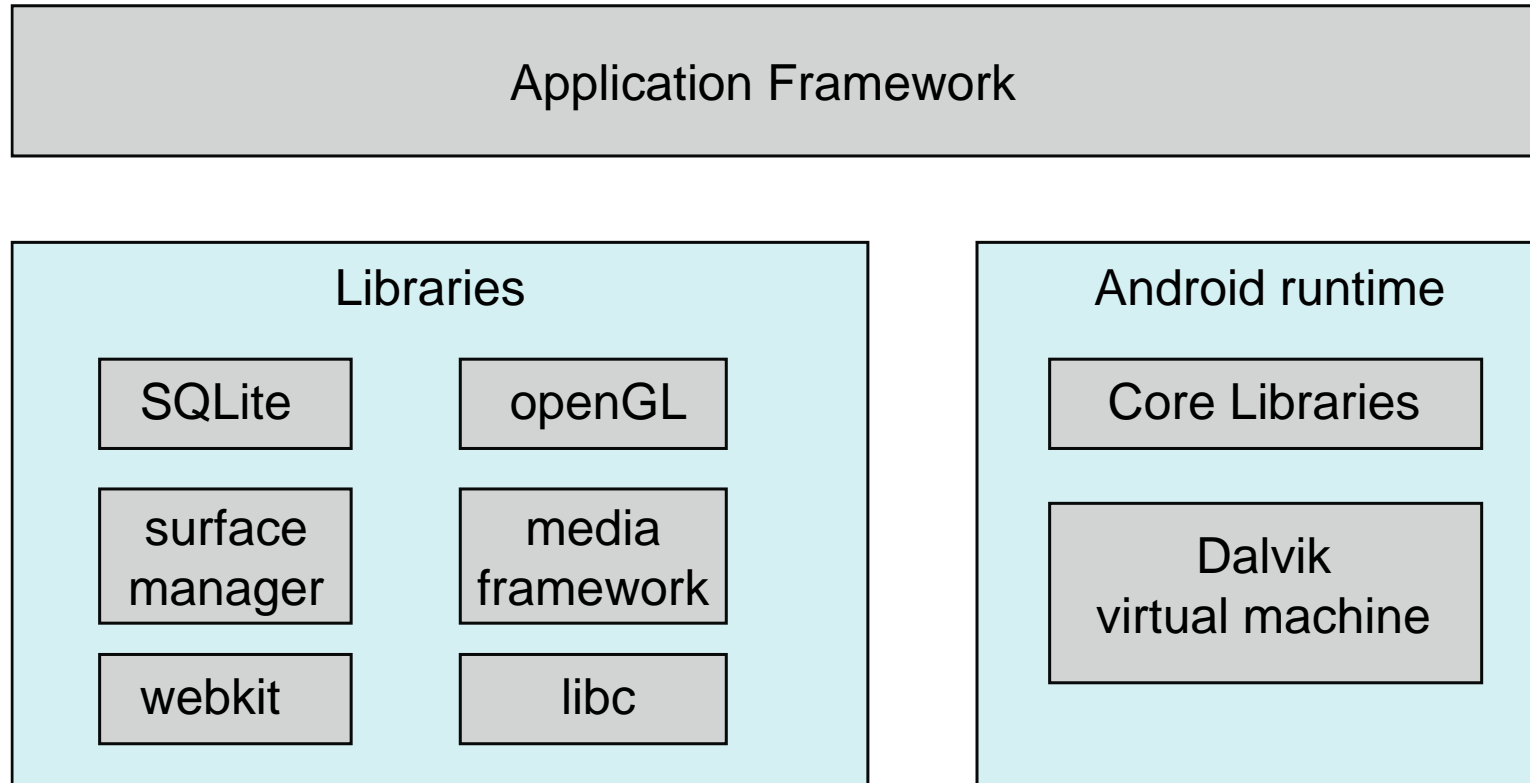 Application Framework
Libraries
SQLite
openGL
surface
manager
media
framework
webkit
libc
Android runtime
Core Libraries
Dalvik
virtual machine